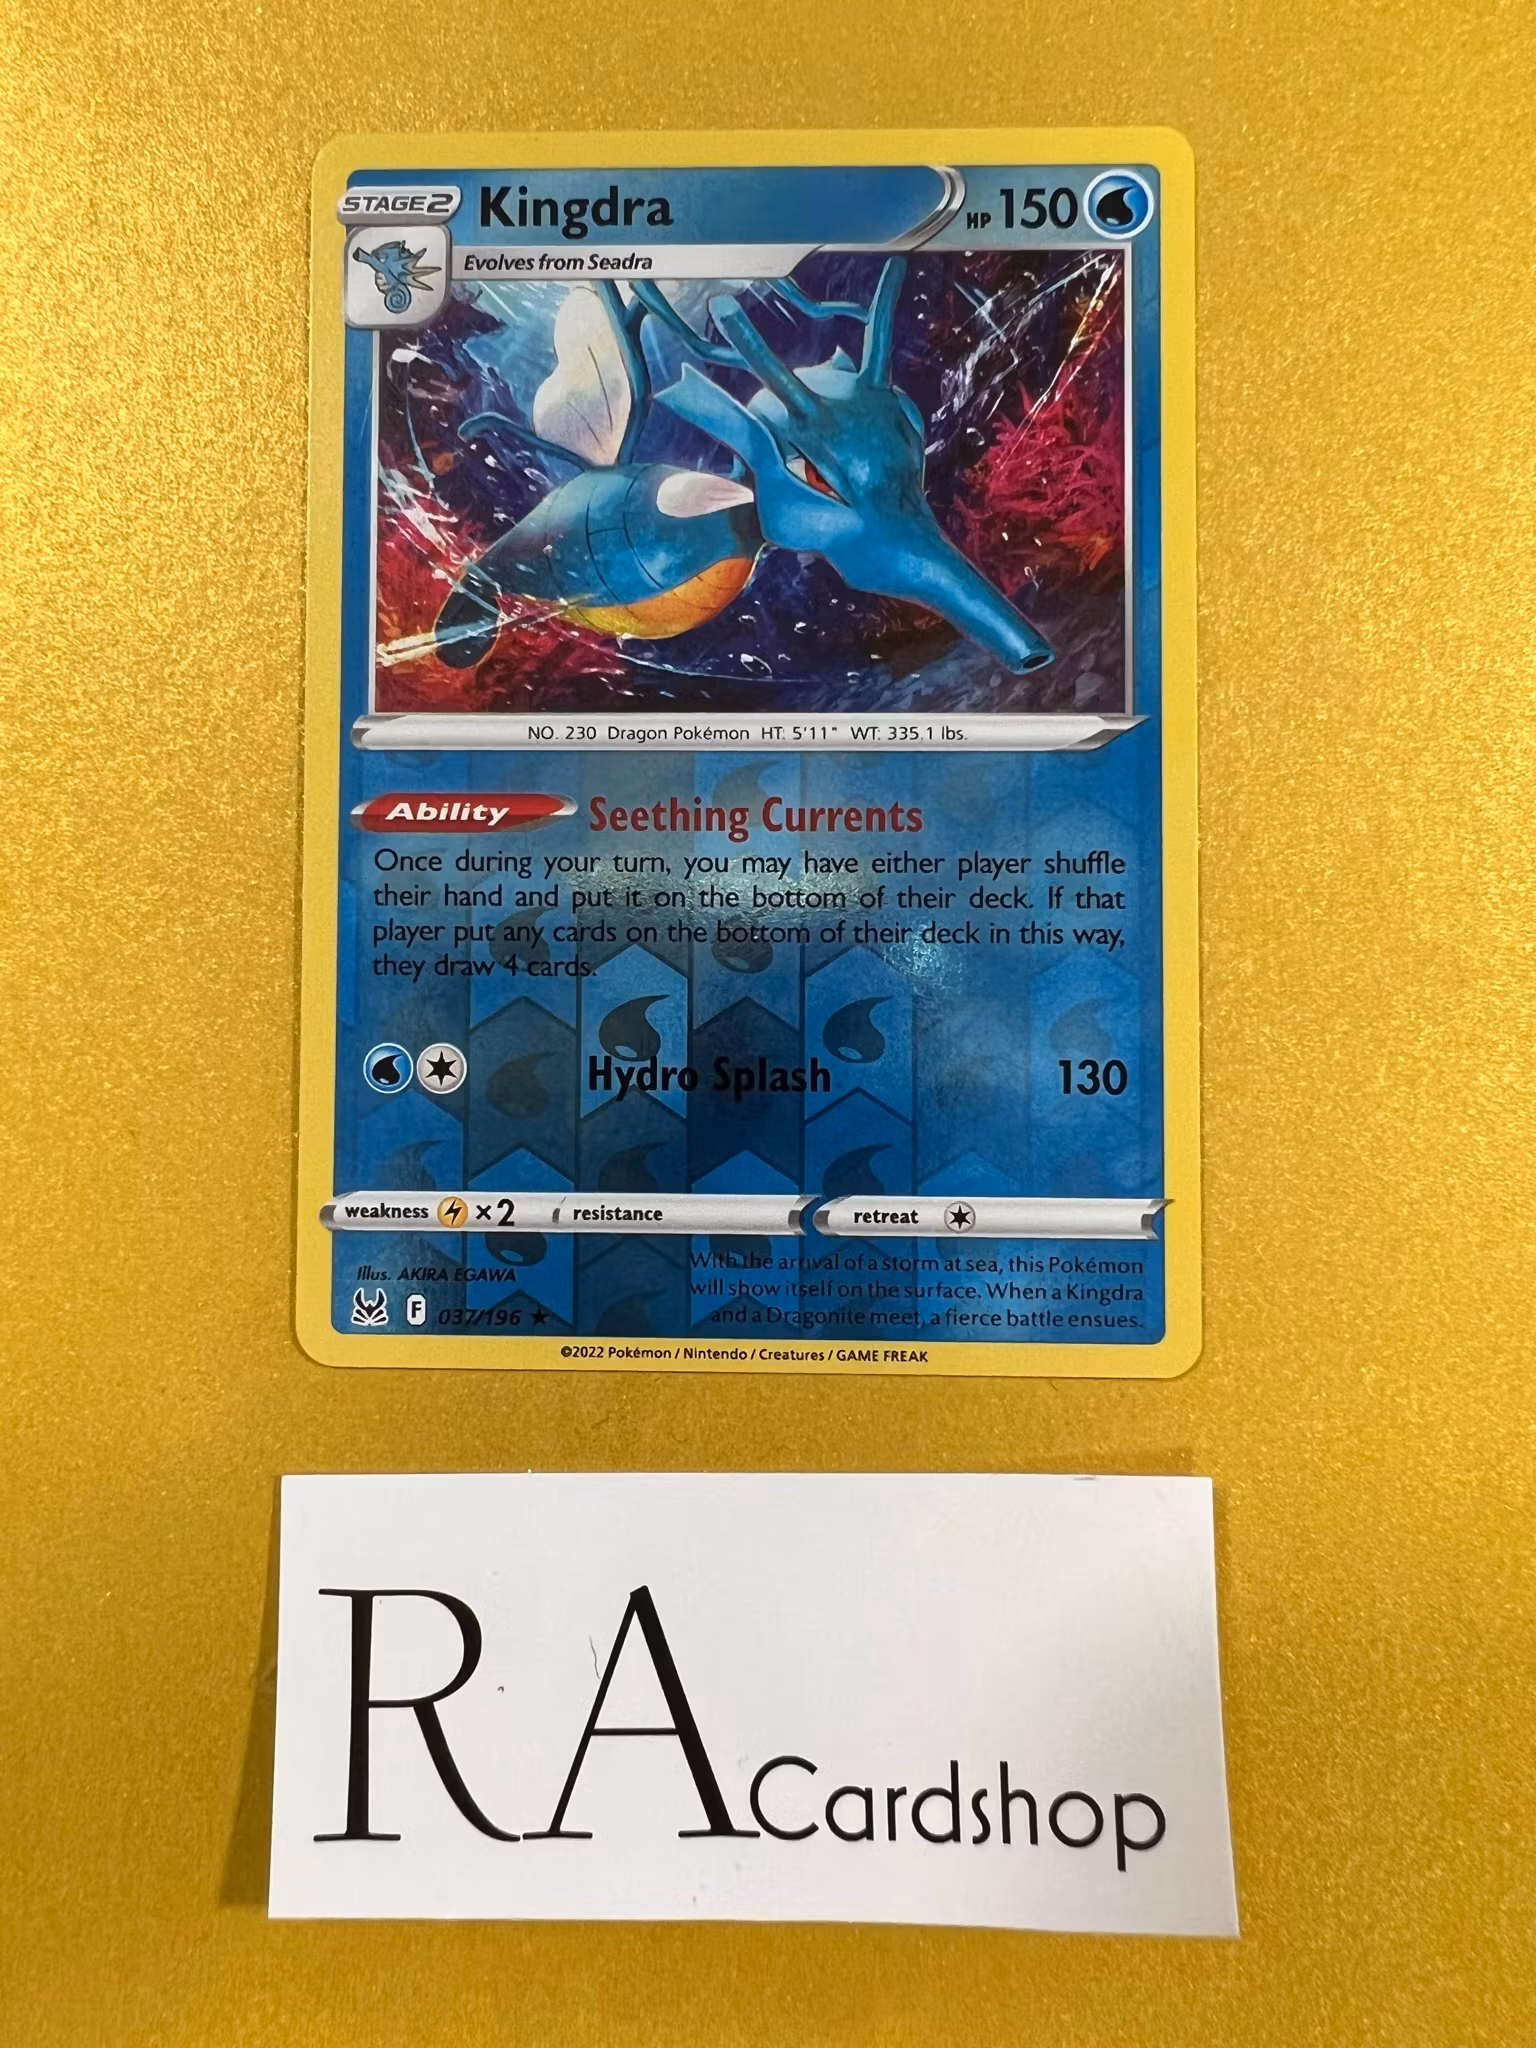 STAGE 2 Kingdra HP 150
Evolves from Seadra
NO. 230 Dragon Pokémon HT: 5'11" WT: 335.1 lbs.
Ability Seething Currents
Once during your turn, you may have either player shuffle
their hand and put it on the bottom of their deck. If that
player put any cards on the bottom of their deck in this way,
they draw 4 cards.
Hydro Splash 130
weakness ×2 resistance retreat
Illus. AKIRA EGAWA
F 037/196 ★
With the arrival of a storm at sea, this Pokémon
will show itself on the surface. When a Kingdra
and a Dragonite meet, a fierce battle ensues.
©2022 Pokémon / Nintendo / Creatures / GAME FREAK
RA Cardshop